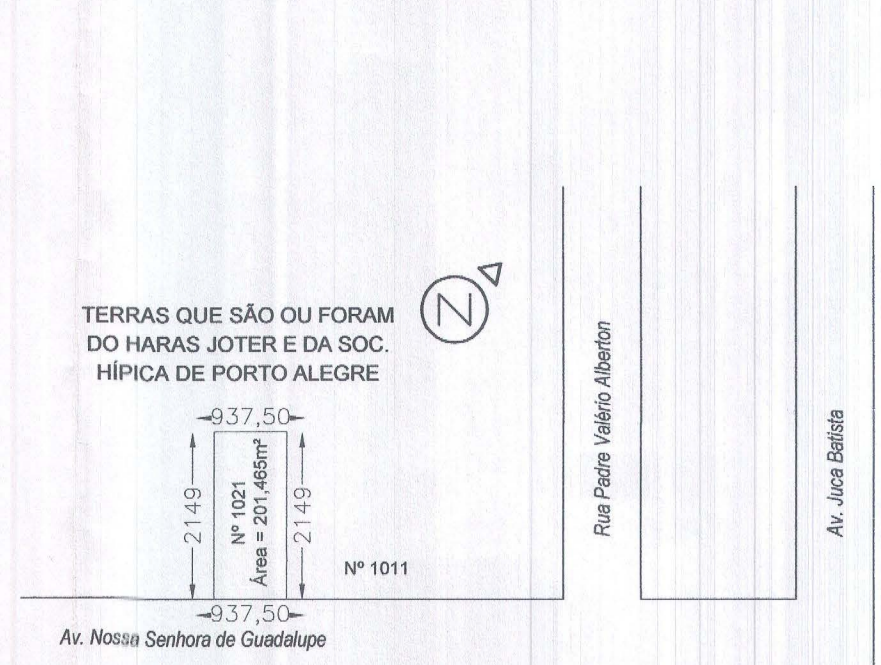 TERRAS QUE SÃO OU FORAM
DO HARAS JOTER E DA SOC.
HÍPICA DE PORTO ALEGRE
N
937,50
2149
Nº 1021
Área = 201,465m²
2149
Nº 1011
937,50
Av. Nossa Senhora de Guadalupe
Rua Padre Valério Alberton
Av. Juca Batista